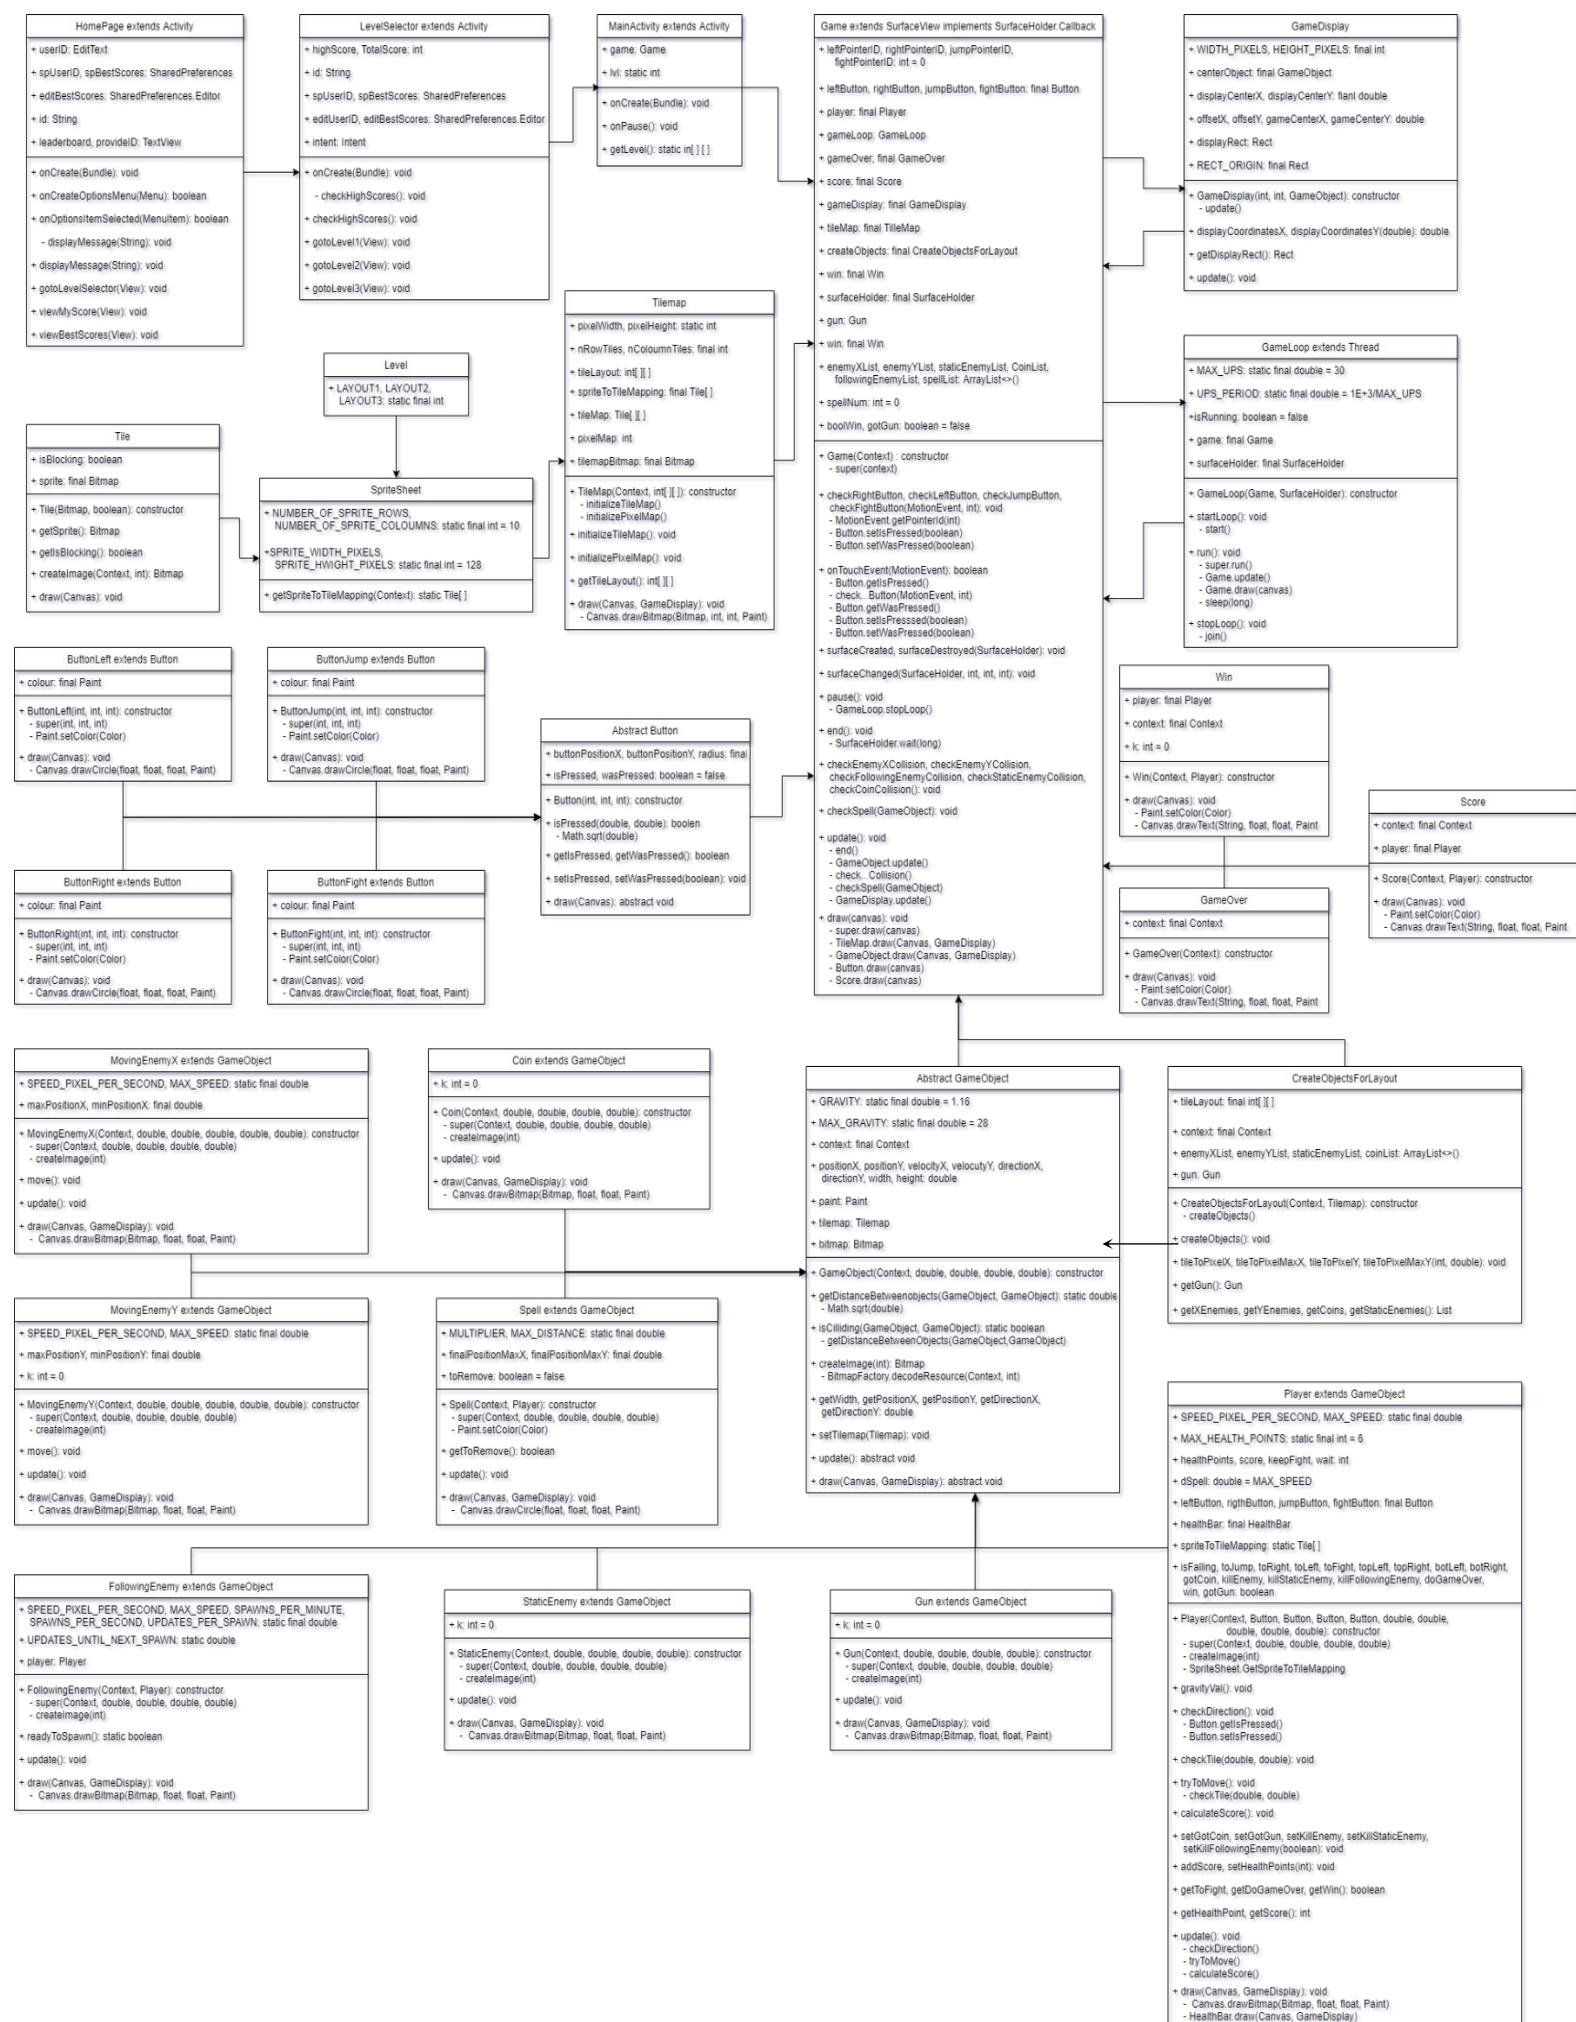 HomePage extends Activity
+ userID: EditText
+ spUserID, spBestScores: SharedPreferences
+ editBestScores: SharedPreferences.Editor
+ id: String
+ leaderboard, provideID: TextView
+ onCreate(Bundle): void
+ onCreateOptionsMenu(Menu): boolean
+ onOptionsItemSelected(MenuItem): boolean
- displayMessage(String): void
+ displayMessage(String): void
+ gotoLevelSelector(View): void
+ viewMyScore(View): void
+ viewBestScores(View): void
LevelSelector extends Activity
+ highScore, TotalScore: int
+ id: String
+ spUserID, spBestScores: SharedPreferences
+ editUserID, editBestScores: SharedPreferences.Editor
+ intent: Intent
+ onCreate(Bundle): void
- checkHighScores(): void
+ checkHighScores(): void
+ gotoLevel1(View): void
+ gotoLevel2(View): void
+ gotoLevel3(View): void
MainActivity extends Activity
+ game: Game
+ lvl: static int
+ onCreate(Bundle): void
+ onPause(): void
+ getLevel(): static in[ ] [ ]
Game extends SurfaceView implements SurfaceHolder.Callback
+ leftPointerID, rightPointerID, jumpPointerID,
fightPointerID: int = 0
+ leftButton, rightButton, jumpButton, fightButton: final Button
+ player: final Player
+ gameLoop: GameLoop
+ gameOver: final GameOver
+ score: final Score
+ gameDisplay: final GameDisplay
+ tileMap: final TilleMap
+ createObjects: final CreateObjectsForLayout
+ win: final Win
+ surfaceHolder: final SurfaceHolder
+ gun: Gun
+ win: final Win
+ enemyXList, enemyYList, staticEnemyList, CoinList,
followingEnemyList, spellList: ArrayList<>()
+ spellNum: int = 0
+ boolWin, gotGun: boolean = false
+ Game(Context) : constructor
- super(context)
+ checkRightButton, checkLeftButton, checkJumpButton,
checkFightButton(MotionEvent, int): void
- MotionEvent.getPointerId(int)
- Button.setIsPressed(boolean)
- Button.setWasPressed(boolean)
+ onTouchEvent(MotionEvent): boolean
- Button.getIsPressed()
- check...Button(MotionEvent, int)
- Button.getWasPressed()
- Button.setIsPresssed(boolean)
- Button.setWasPressed(boolean)
+ surfaceCreated, surfaceDestroyed(SurfaceHolder): void
+ surfaceChanged(SurfaceHolder, int, int, int): void
+ pause(): void
- GameLoop.stopLoop()
+ end(): void
- SurfaceHolder.wait(long)
+ checkEnemyXCollision, checkEnemyYCollision,
checkFollowingEnemyCollision, checkStaticEnemyCollision,
checkCoinCollision(): void
+ checkSpell(GameObject): void
+ update(): void
- end()
- GameObject.update()
- check...Collision()
- checkSpell(GameObject)
- GameDisplay.update()
+ draw(canvas): void
- super.draw(canvas)
- TileMap.draw(Canvas, GameDisplay)
- GameObject.draw(Canvas, GameDisplay)
- Button.draw(canvas)
- Score.draw(canvas)
GameDisplay
+ WIDTH_PIXELS, HEIGHT_PIXELS: final int
+ centerObject: final GameObject
+ displayCenterX, displayCenterY: fianl double
+ offsetX, offsetY, gameCenterX, gameCenterY: double
+ displayRect: Rect
+ RECT_ORIGIN: final Rect
+ GameDisplay(int, int, GameObject): constructor
- update()
+ displayCoordinatesX, displayCoordinatesY(double): double
+ getDisplayRect(): Rect
+ update(): void
GameLoop extends Thread
+ MAX_UPS: static final double = 30
+ UPS_PERIOD: static final double = 1E+3/MAX_UPS
+isRunning: boolean = false
+ game: final Game
+ surfaceHolder: final SurfaceHolder
+ GameLoop(Game, SurfaceHolder): constructor
+ startLoop(): void
- start()
+ run(): void
- super.run()
- Game.update()
- Game.draw(canvas)
- sleep(long)
+ stopLoop(): void
- join()
Tilemap
+ pixelWidth, pixelHeight: static int
+ nRowTiles, nColoumnTiles: final int
+ tileLayout: int[ ][ ]
+ spriteToTileMapping: final Tile[ ]
+ tileMap: Tile[ ][ ]
+ pixelMap: int
+ tilemapBitmap: final Bitmap
+ TileMap(Context, int[ ][ ]): constructor
- initializeTileMap()
- initializePixelMap()
+ initializeTileMap(): void
+ initializePixelMap(): void
+ getTileLayout(): int[ ][ ]
+ draw(Canvas, GameDisplay): void
- Canvas.drawBitmap(Bitmap, int, int, Paint)
Level
+ LAYOUT1, LAYOUT2,
LAYOUT3: static final int
Tile
+ isBlocking: boolean
+ sprite: final Bitmap
+ Tile(Bitmap, boolean): constructor
+ getSprite(): Bitmap
+ getIsBlocking(): boolean
+ createImage(Context, int): Bitmap
+ draw(Canvas): void
SpriteSheet
+ NUMBER_OF_SPRITE_ROWS,
NUMBER_OF_SPRITE_COLOUMNS: static final int = 10
+SPRITE_WIDTH_PIXELS,
SPRITE_HWIGHT_PIXELS: static final int = 128
+ getSpriteToTileMapping(Context): static Tile[ ]
ButtonLeft extends Button
+ colour: final Paint
+ ButtonLeft(int, int, int): constructor
- super(int, int, int)
- Paint.setColor(Color)
+ draw(Canvas): void
- Canvas.drawCircle(float, float, float, Paint)
ButtonJump extends Button
+ colour: final Paint
+ ButtonJump(int, int, int): constructor
- super(int, int, int)
- Paint.setColor(Color)
+ draw(Canvas): void
- Canvas.drawCircle(float, float, float, Paint)
Abstract Button
+ buttonPositionX, buttonPositionY, radius: final
+ isPressed, wasPressed: boolean = false
+ Button(int, int, int): constructor
+ isPressed(double, double): boolen
- Math.sqrt(double)
+ getIsPressed, getWasPressed(): boolean
+ setIsPressed, setWasPressed(boolean): void
+ draw(Canvas): abstract void
ButtonRight extends Button
+ colour: final Paint
+ ButtonRight(int, int, int): constructor
- super(int, int, int)
- Paint.setColor(Color)
+ draw(Canvas): void
- Canvas.drawCircle(float, float, float, Paint)
ButtonFight extends Button
+ colour: final Paint
+ ButtonFight(int, int, int): constructor
- super(int, int, int)
- Paint.setColor(Color)
+ draw(Canvas): void
- Canvas.drawCircle(float, float, float, Paint)
Win
+ player: final Player
+ context: final Context
+ k: int = 0
+ Win(Context, Player): constructor
+ draw(Canvas): void
- Paint.setColor(Color)
- Canvas.drawText(String, float, float, Paint
Score
+ context: final Context
+ player: final Player
+ Score(Context, Player): constructor
+ draw(Canvas): void
- Paint.setColor(Color)
- Canvas.drawText(String, float, float, Paint
GameOver
+ context: final Context
+ GameOver(Context): constructor
+ draw(Canvas): void
- Paint.setColor(Color)
- Canvas.drawText(String, float, float, Paint
MovingEnemyX extends GameObject
+ SPEED_PIXEL_PER_SECOND, MAX_SPEED: static final double
+ maxPositionX, minPositionX: final double
+ MovingEnemyX(Context, double, double, double, double, double): constructor
- super(Context, double, double, double, double)
- createImage(int)
+ move(): void
+ update(): void
+ draw(Canvas, GameDisplay): void
- Canvas.drawBitmap(Bitmap, float, float, Paint)
Coin extends GameObject
+ k: int = 0
+ Coin(Context, double, double, double, double): constructor
- super(Context, double, double, double, double)
- createImage(int)
+ update(): void
+ draw(Canvas, GameDisplay): void
- Canvas.drawBitmap(Bitmap, float, float, Paint)
Abstract GameObject
+ GRAVITY: static final double = 1.16
+ MAX_GRAVITY: static final double = 28
+ context: final Context
+ positionX, positionY, velocityX, velocutyY, directionX,
directionY, width, height: double
+ paint: Paint
+ tilemap: Tilemap
+ bitmap: Bitmap
+ GameObject(Context, double, double, double, double): constructor
+ getDistanceBetweenobjects(GameObject, GameObject): static double
- Math.sqrt(double)
+ isColliding(GameObject, GameObject): static boolean
- getDistanceBetweenObjects(GameObject,GameObject)
+ createImage(int): Bitmap
- BitmapFactory.decodeResource(Context, int)
+ getWidth, getPositionX, getPositionY, getDirectionX,
getDirectionY: double
+ setTilemap(Tilemap): void
+ update(): abstract void
+ draw(Canvas, GameDisplay): abstract void
CreateObjectsForLayout
+ tileLayout: final int[ ][ ]
+ context: final Context
+ enemyXList, enemyYList, staticEnemyList, coinList: ArrayList<>()
+ gun: Gun
+ CreateObjectsForLayout(Context, Tilemap): constructor
- createObjects()
+ createObjects(): void
+ tileToPixelX, tileToPixelMaxX, tileToPixelY, tileToPixelMaxY(int, double): void
+ getGun(): Gun
+ getXEnemies, getYEnemies, getCoins, getStaticEnemies(): List
MovingEnemyY extends GameObject
+ SPEED_PIXEL_PER_SECOND, MAX_SPEED: static final double
+ maxPositionY, minPositionY: final double
+ k: int = 0
+ MovingEnemyY(Context, double, double, double, double, double): constructor
- super(Context, double, double, double, double)
- createImage(int)
+ move(): void
+ update(): void
+ draw(Canvas, GameDisplay): void
- Canvas.drawBitmap(Bitmap, float, float, Paint)
Spell extends GameObject
+ MULTIPLIER, MAX_DISTANCE: static final double
+ finalPositionMaxX, finalPositionMaxY: final double
+ toRemove: boolean = false
+ Spell(Context, Player): constructor
- super(Context, double, double, double, double)
- Paint.setColor(Color)
+ getToRemove(): boolean
+ update(): void
+ draw(Canvas, GameDisplay): void
- Canvas.drawCircle(float, float, float, Paint)
Player extends GameObject
+ SPEED_PIXEL_PER_SECOND, MAX_SPEED: static final double
+ MAX_HEALTH_POINTS: static final int = 6
+ healthPoints, score, keepFight, wait: int
+ dSpell: double = MAX_SPEED
+ leftButton, rigthButton, jumpButton, fightButton: final Button
+ healthBar: final HealthBar
+ spriteToTileMapping: static Tile[ ]
+ isFalling, toJump, toRight, toLeft, toFight, topLeft, topRight, botLeft, botRight,
gotCoin, killEnemy, killStaticEnemy, killFollowingEnemy, doGameOver,
win, gotGun: boolean
+ Player(Context, Button, Button, Button, Button, double, double,
double, double, double): constructor
- super(Context, double, double, double, double)
- createImage(int)
- SpriteSheet.GetSpriteToTileMapping
+ gravityVal(): void
+ checkDirection(): void
- Button.getIsPressed()
- Button.setIsPressed()
+ checkTile(double, double): void
+ tryToMove(): void
- checkTile(double, double)
+ calculateScore(): void
+ setGotCoin, setGotGun, setKillEnemy, setKillStaticEnemy,
setKillFollowingEnemy(boolean): void
+ addScore, setHealthPoints(int): void
+ getToFight, getDoGameOver, getWin(): boolean
+ getHealthPoint, getScore(): int
+ update(): void
- checkDirection()
- tryToMove()
- calculateScore()
+ draw(Canvas, GameDisplay): void
- Canvas.drawBitmap(Bitmap, float, float, Paint)
- HealthBar.draw(Canvas, GameDisplay)
FollowingEnemy extends GameObject
+ SPEED_PIXEL_PER_SECOND, MAX_SPEED, SPAWNS_PER_MINUTE,
SPAWNS_PER_SECOND, UPDATES_PER_SPAWN: static final double
+ UPDATES_UNTIL_NEXT_SPAWN: static double
+ player: Player
+ FollowingEnemy(Context, Player): constructor
- super(Context, double, double, double, double)
- createImage(int)
+ readyToSpawn(): static boolean
+ update(): void
+ draw(Canvas, GameDisplay): void
- Canvas.drawBitmap(Bitmap, float, float, Paint)
StaticEnemy extends GameObject
+ k: int = 0
+ StaticEnemy(Context, double, double, double, double): constructor
- super(Context, double, double, double, double)
- createImage(int)
+ update(): void
+ draw(Canvas, GameDisplay): void
- Canvas.drawBitmap(Bitmap, float, float, Paint)
Gun extends GameObject
+ k: int = 0
+ Gun(Context, double, double, double, double): constructor
- super(Context, double, double, double, double)
- createImage(int)
+ update(): void
+ draw(Canvas, GameDisplay): void
- Canvas.drawBitmap(Bitmap, float, float, Paint)